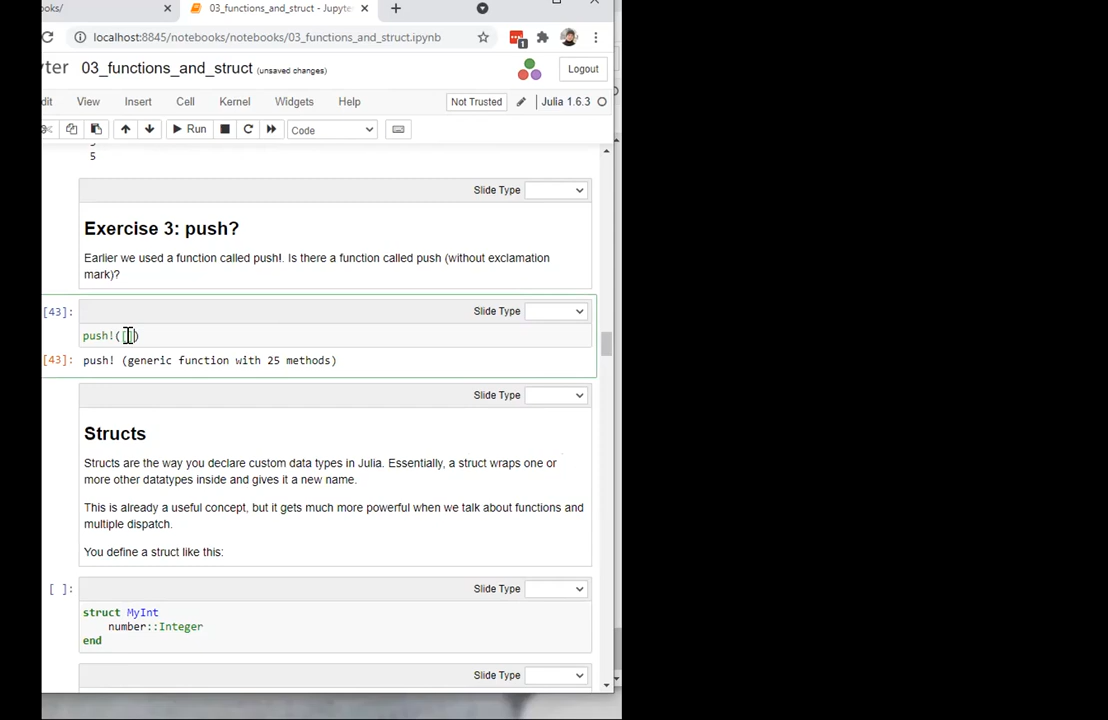 ooks/
03_functions_and_struct - Jupyte
localhost:8845/notebooks/notebooks/03_functions_and_struct.ipynb
1
yter 03_functions_and_struct (unsaved changes)
Logout
dit View Insert Cell Kernel Widgets Help
Not Trusted
Julia 1.6.3
Run
Code
5
Slide Type
Exercise 3: push?
Earlier we used a function called push!. Is there a function called push (without exclamation
mark)?
[43]:
Slide Type
push!([])
[43]: push! (generic function with 25 methods)
Slide Type
Structs
Structs are the way you declare custom data types in Julia. Essentially, a struct wraps one or
more other datatypes inside and gives it a new name.
This is already a useful concept, but it gets much more powerful when we talk about functions and
multiple dispatch.
You define a struct like this:
[ ]:
Slide Type
struct MyInt
number::Integer
end
Slide Type